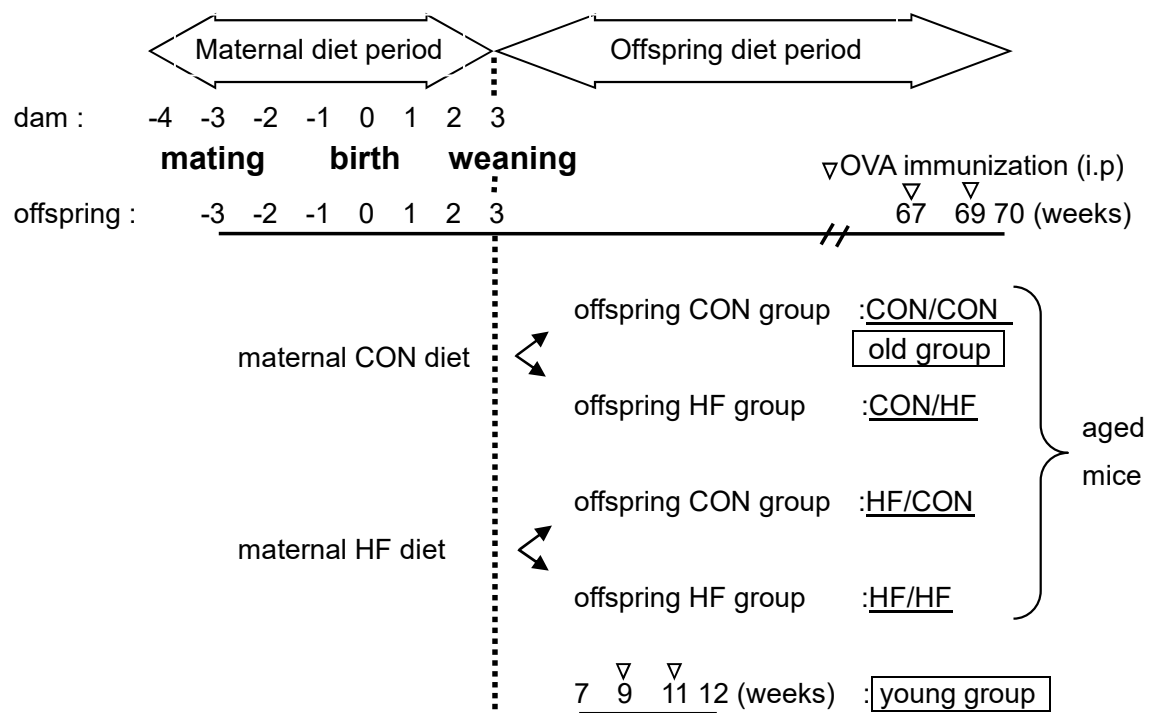 Maternal diet period Offspring diet period
dam : -4 -3 -2 -1 0 1 2 3
mating birth weaning
▽OVA immunization (i.p)
offspring : -3 -2 -1 0 1 2 3 67 69 70 (weeks)
offspring CON group :CON/CON
maternal CON diet old group
offspring HF group :CON/HF
aged
mice
offspring CON group :HF/CON
maternal HF diet
offspring HF group :HF/HF
7 9 11 12 (weeks) :young group